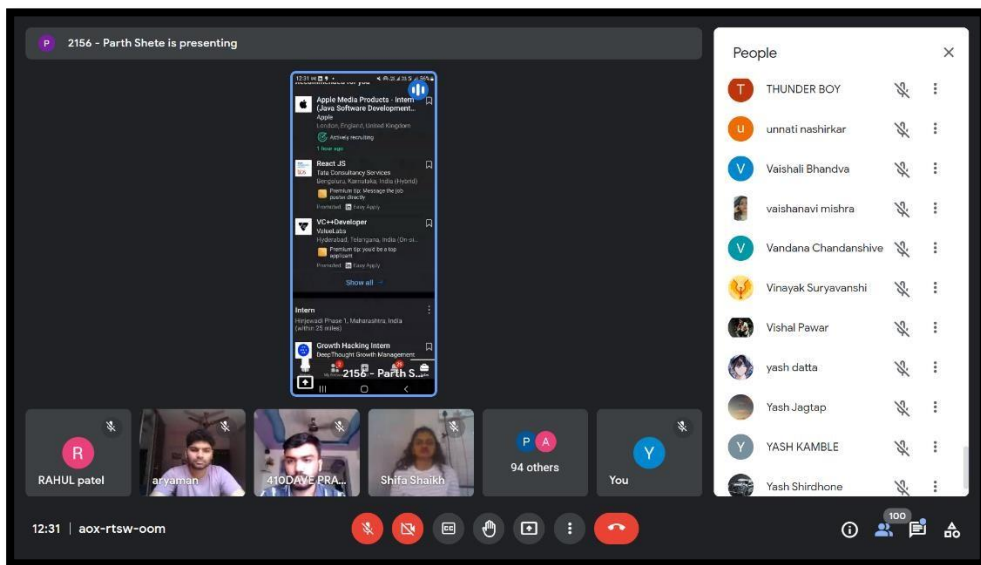 P 2156 - Parth Shete is presenting
12:31
Apple Media Products - Intern
(Java Software Development...
Apple
London, England, United Kingdom
Actively recruiting
1 hour ago
React JS
Tata Consultancy Services
Bengaluru, Karnataka, India (Hybrid)
Premium tip: Message the job
poster directly
Promoted Easy Apply
VC++Developer
ValueLabs
Hyderabad, Telangana, India (On-si...
Premium tip: you'd be a top
applicant
Promoted Easy Apply
Show all
Intern
Hinjewadi Phase 1, Maharashtra, India
(within 25 miles)
Growth Hacking Intern
DeepThought Growth Management
2156 - Parth S...
R
RAHUL patel
aryaman
410DAVE PRA...
Shifa Shaikh
P A
94 others
Y
You
People
T THUNDER BOY
u unnati nashirkar
V Vaishali Bhandva
vaishanavi mishra
V Vandana Chandanshive
Vinayak Suryavanshi
Vishal Pawar
yash datta
Yash Jagtap
Y YASH KAMBLE
Yash Shirdhone
12:31 | aox-rtsw-oom
CC
100